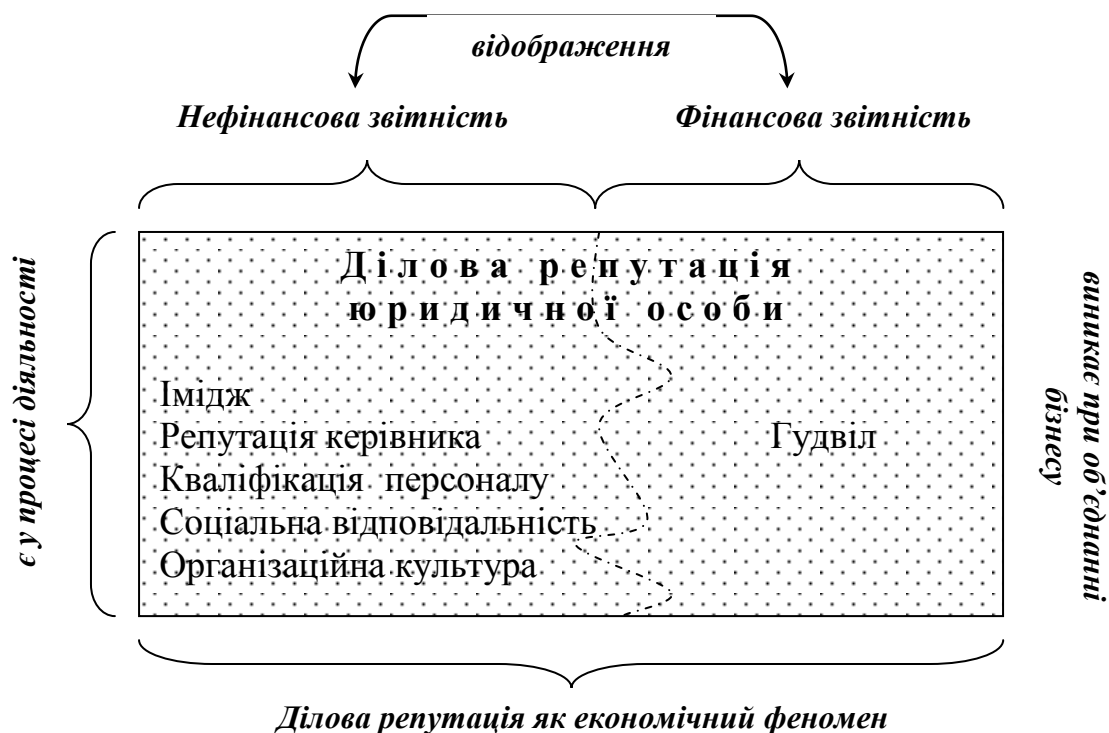 відображення
Нефінансова звітність
Фінансова звітність
є у процесі діяльності
Ділова репутація
юридичної особи
Імідж
Репутація керівника
Кваліфікація персоналу
Соціальна відповідальність
Організаційна культура
Гудвіл
виникає при об’єднанні
бізнесу
Ділова репутація як економічний феномен